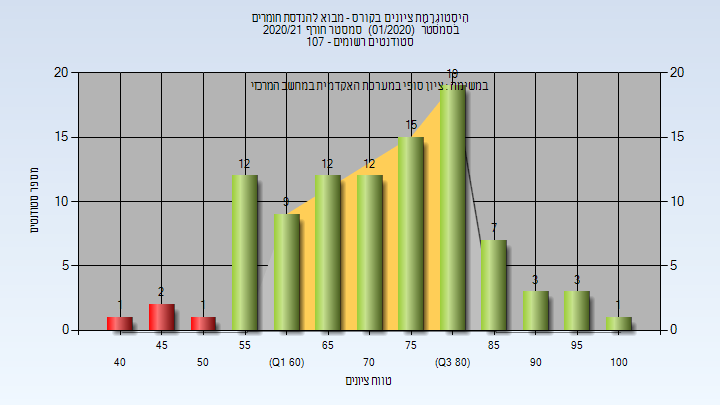 היסטוגרמת ציונים בקורס - מבוא להנדסת חומרים
בסמסטר (01/2020) סמסטר חורף 2020/21
סטודנטים רשומים - 107
במשימה : ציון סופי במערכת האקדמית במחשב המרכזי
מספר סטודנטים
20 20
15 15
10 10
5 5
0 0
1 2 1 12 9 12 12 15 19 7 3 3 1
45 55 65 75 85 95
40 50 (Q1 60) 70 (Q3 80) 90 100
טווח ציונים